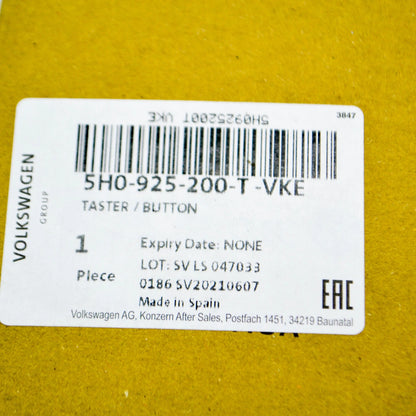 3847
5H0925200T VKE
5H0-925-200-T-VKE
TASTER / BUTTON
VOLKSWAGEN
GROUP
1 Expiry Date: NONE
LOT: SV LS 047033
Piece 0186 SV20210607
Made in Spain
EAC
Volkswagen AG, Konzern After Sales, Postfach 1451, 34219 Baunatal